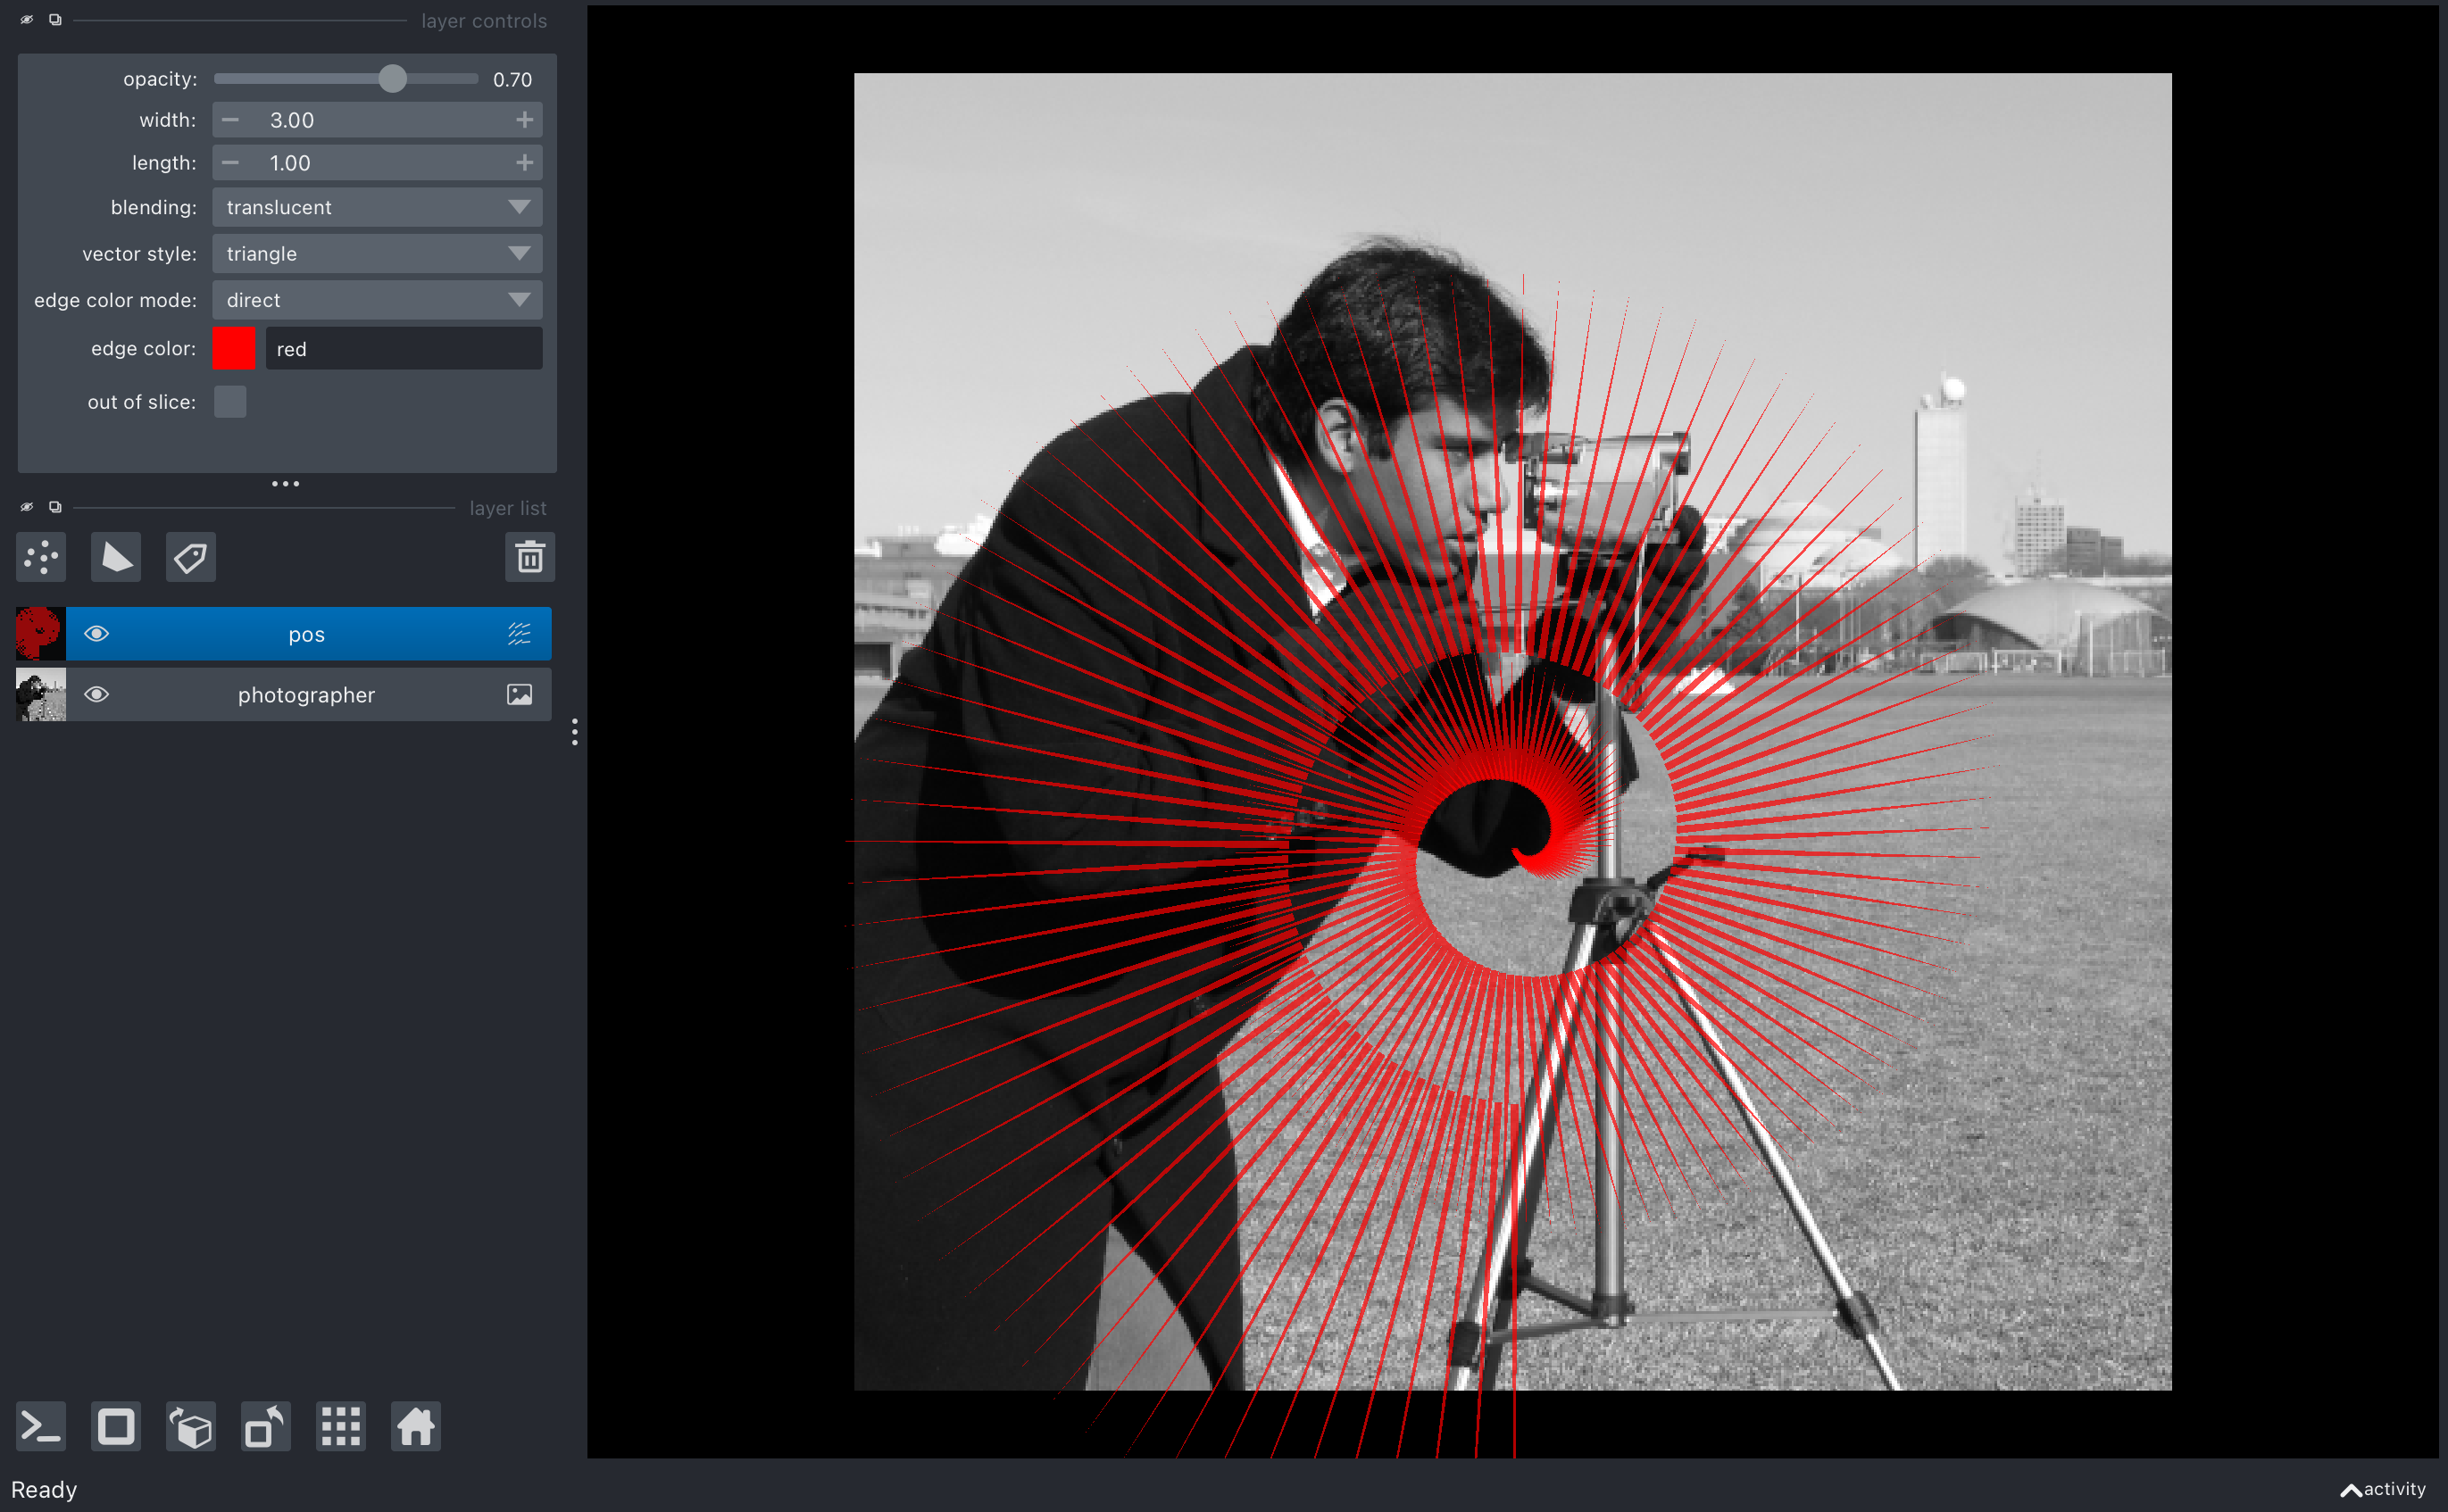 layer controls
opacity: 0.70
width: 3.00
length: 1.00
blending: translucent
vector style: triangle
edge color mode: direct
edge color: red
out of slice:
layer list
pos
photographer
Ready
activity